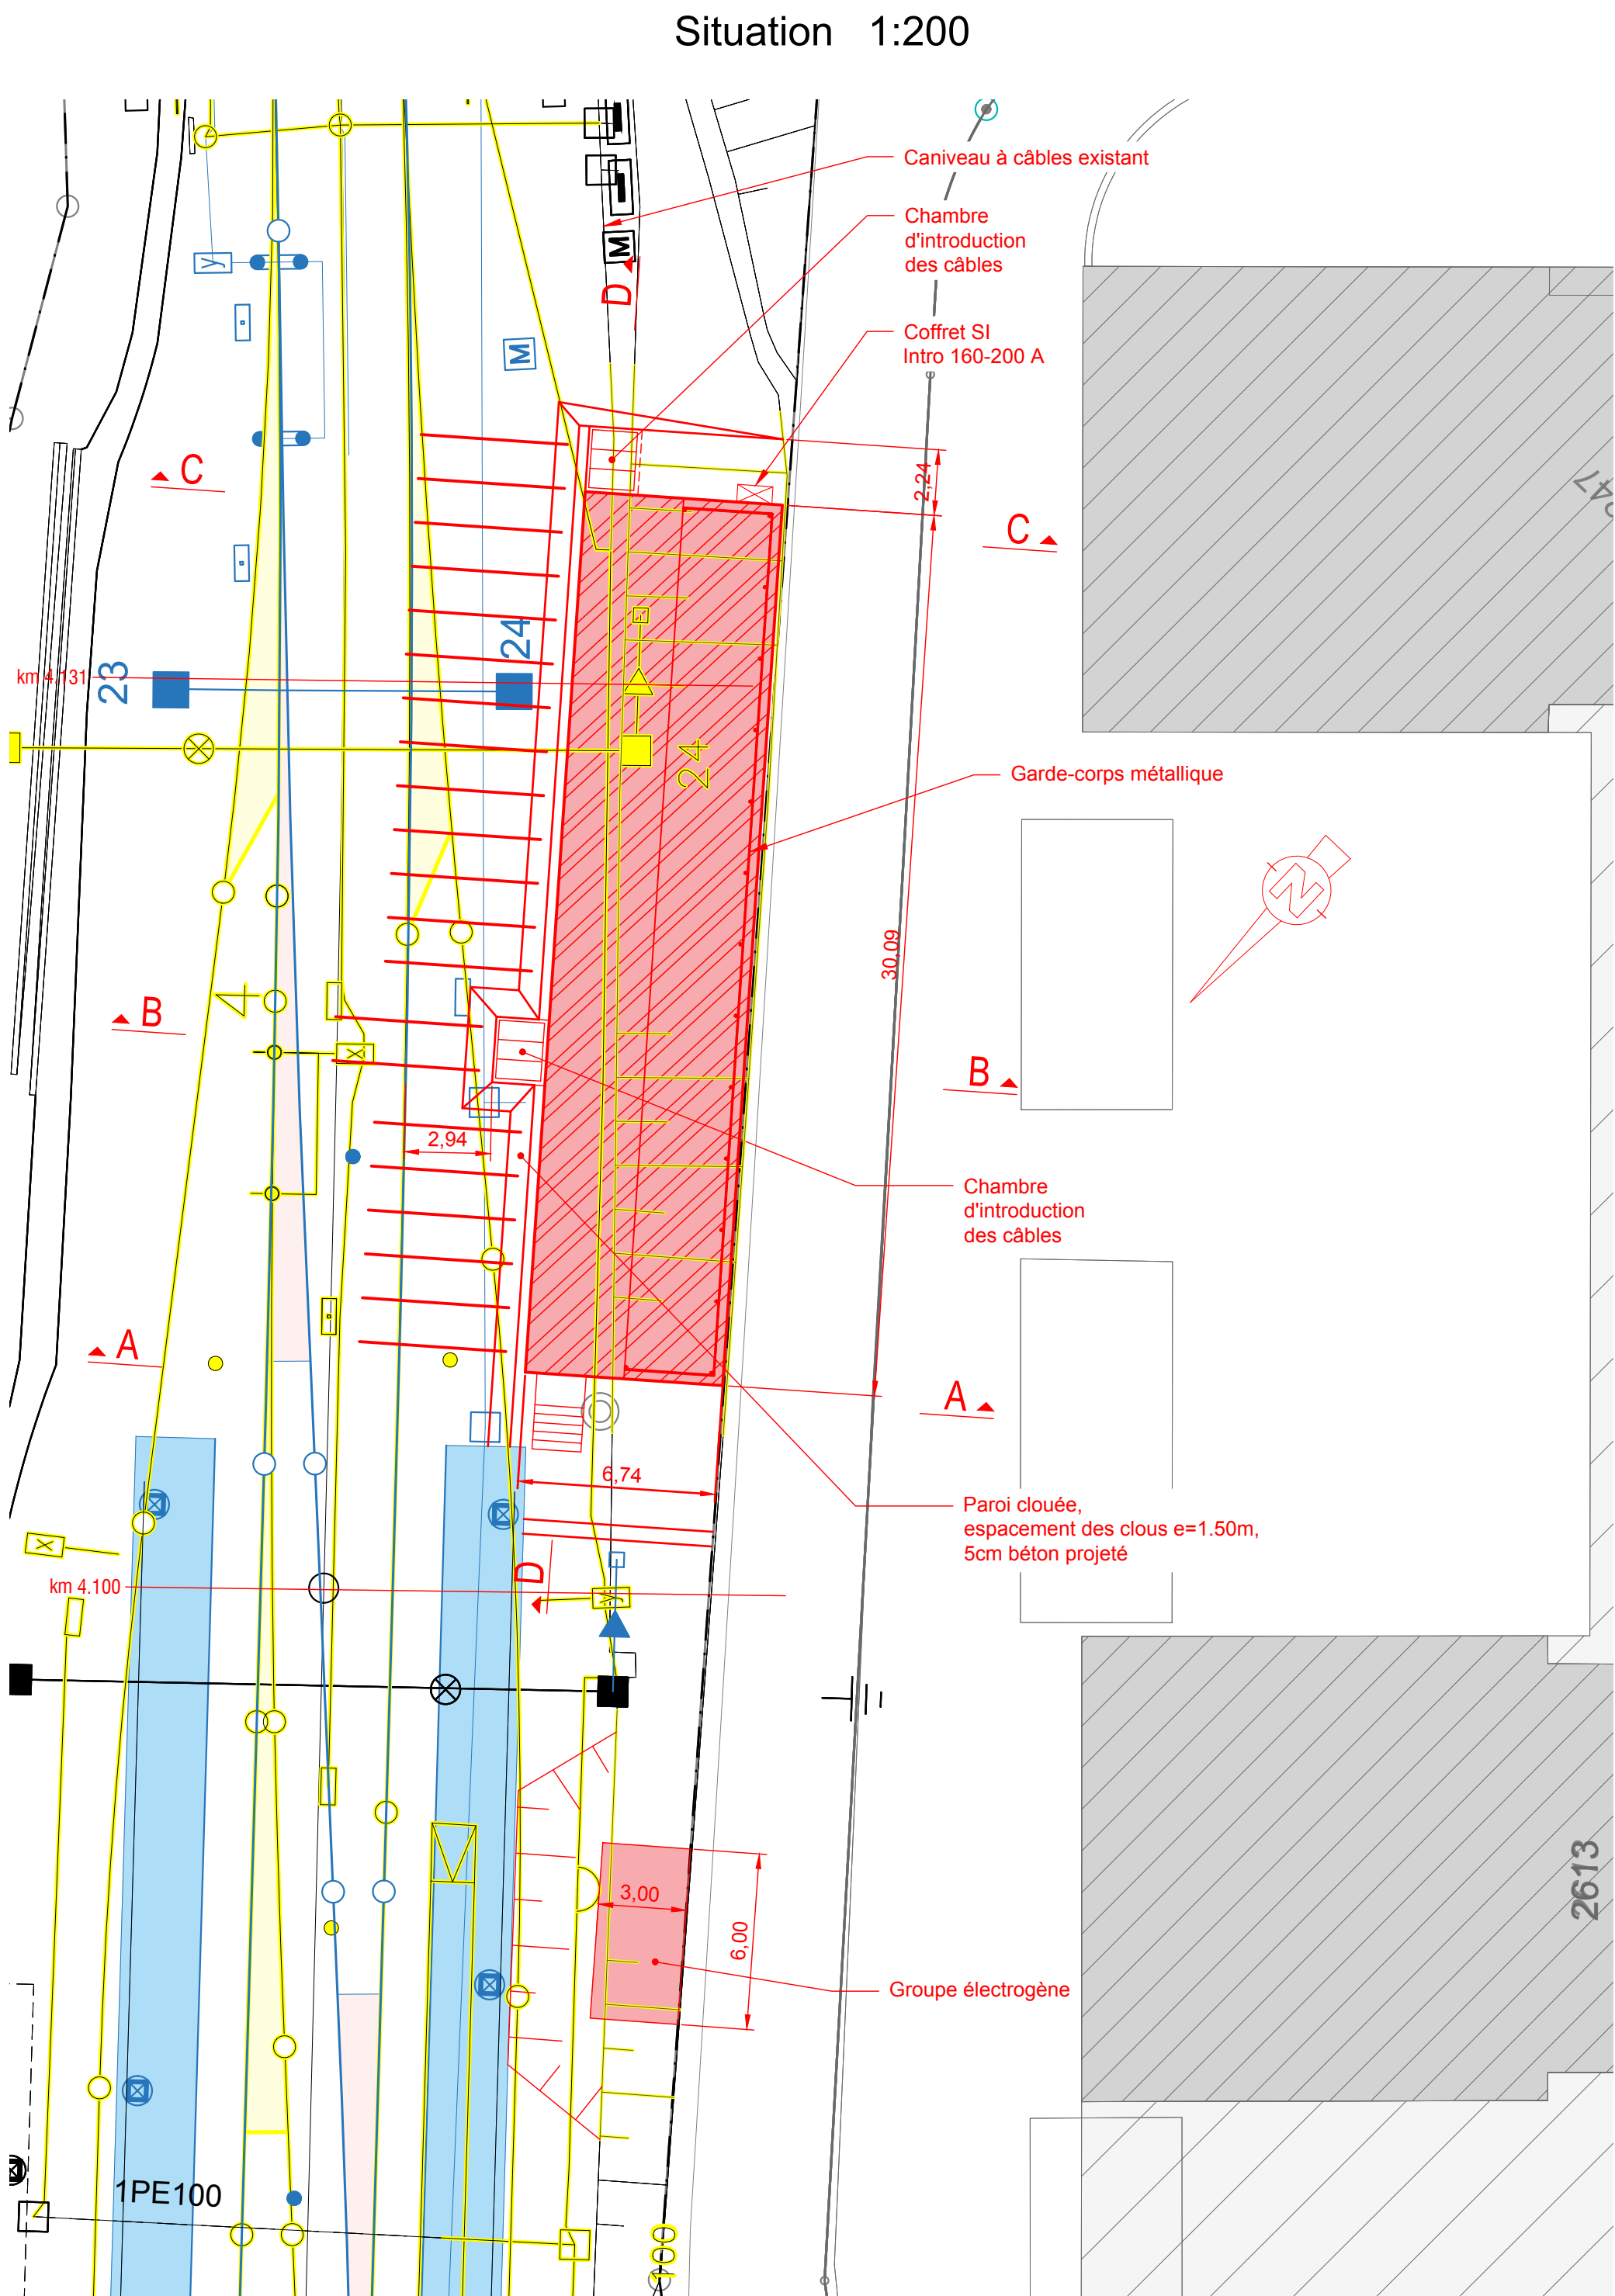 Situation 1:200
Caniveau à câbles existant
Chambre
d'introduction
des câbles
y
M
D
Coffret SI
Intro 160-200 A
M
C
2,24
C
24
23
km 4.131
24
Garde-corps métallique
N
30,09
4
B
X
B
2,94
Chambre
d'introduction
des câbles
A
A
6,74
Paroi clouée,
espacement des clous e=1.50m,
5cm béton projeté
X
D
km 4.100
y
2613
3,00
6,00
Groupe électrogène
1PE100
100